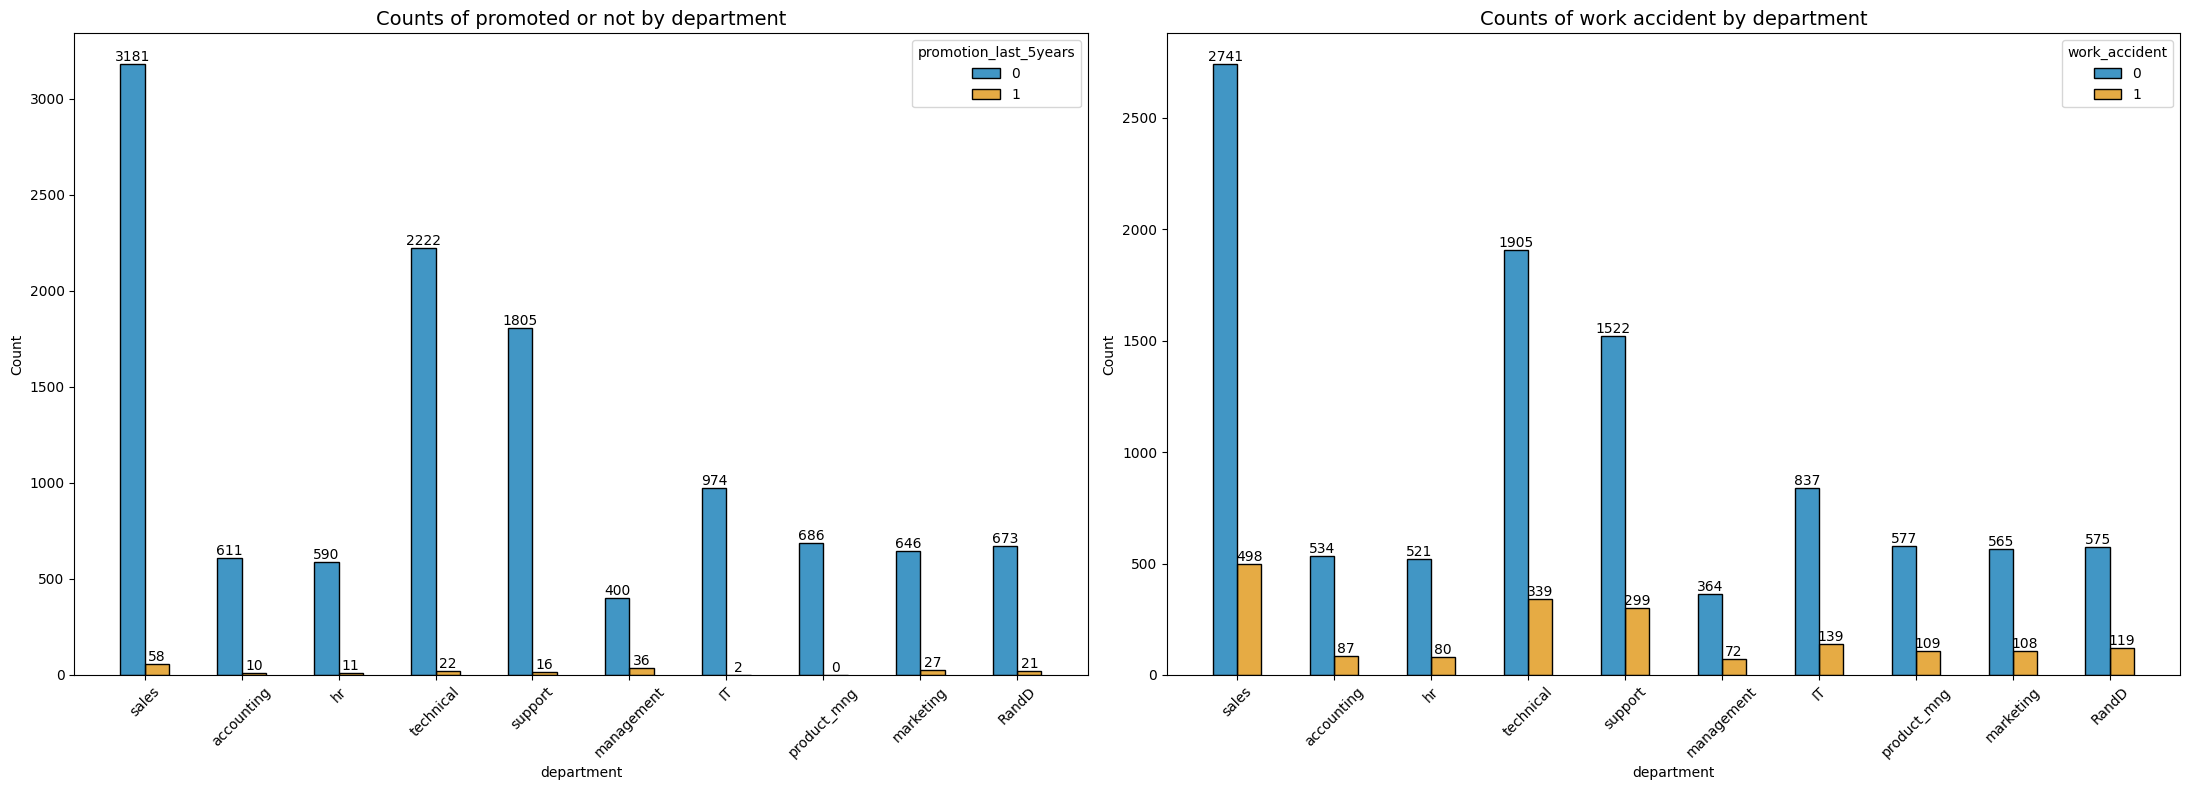 Counts of promoted or not by department
promotion_last_5years
0
1
Count
3000
2500
2000
1500
1000
500
0
3181
58
611
10
590
11
2222
22
1805
16
400
36
974
2
686
0
646
27
673
21
sales
accounting
hr
technical
support
management
IT
product_mng
marketing
RandD
department
Counts of work accident by department
work_accident
0
1
Count
2500
2000
1500
1000
500
0
2741
498
534
87
521
80
1905
339
1522
299
364
72
837
139
577
109
565
108
575
119
sales
accounting
hr
technical
support
management
IT
product_mng
marketing
RandD
department